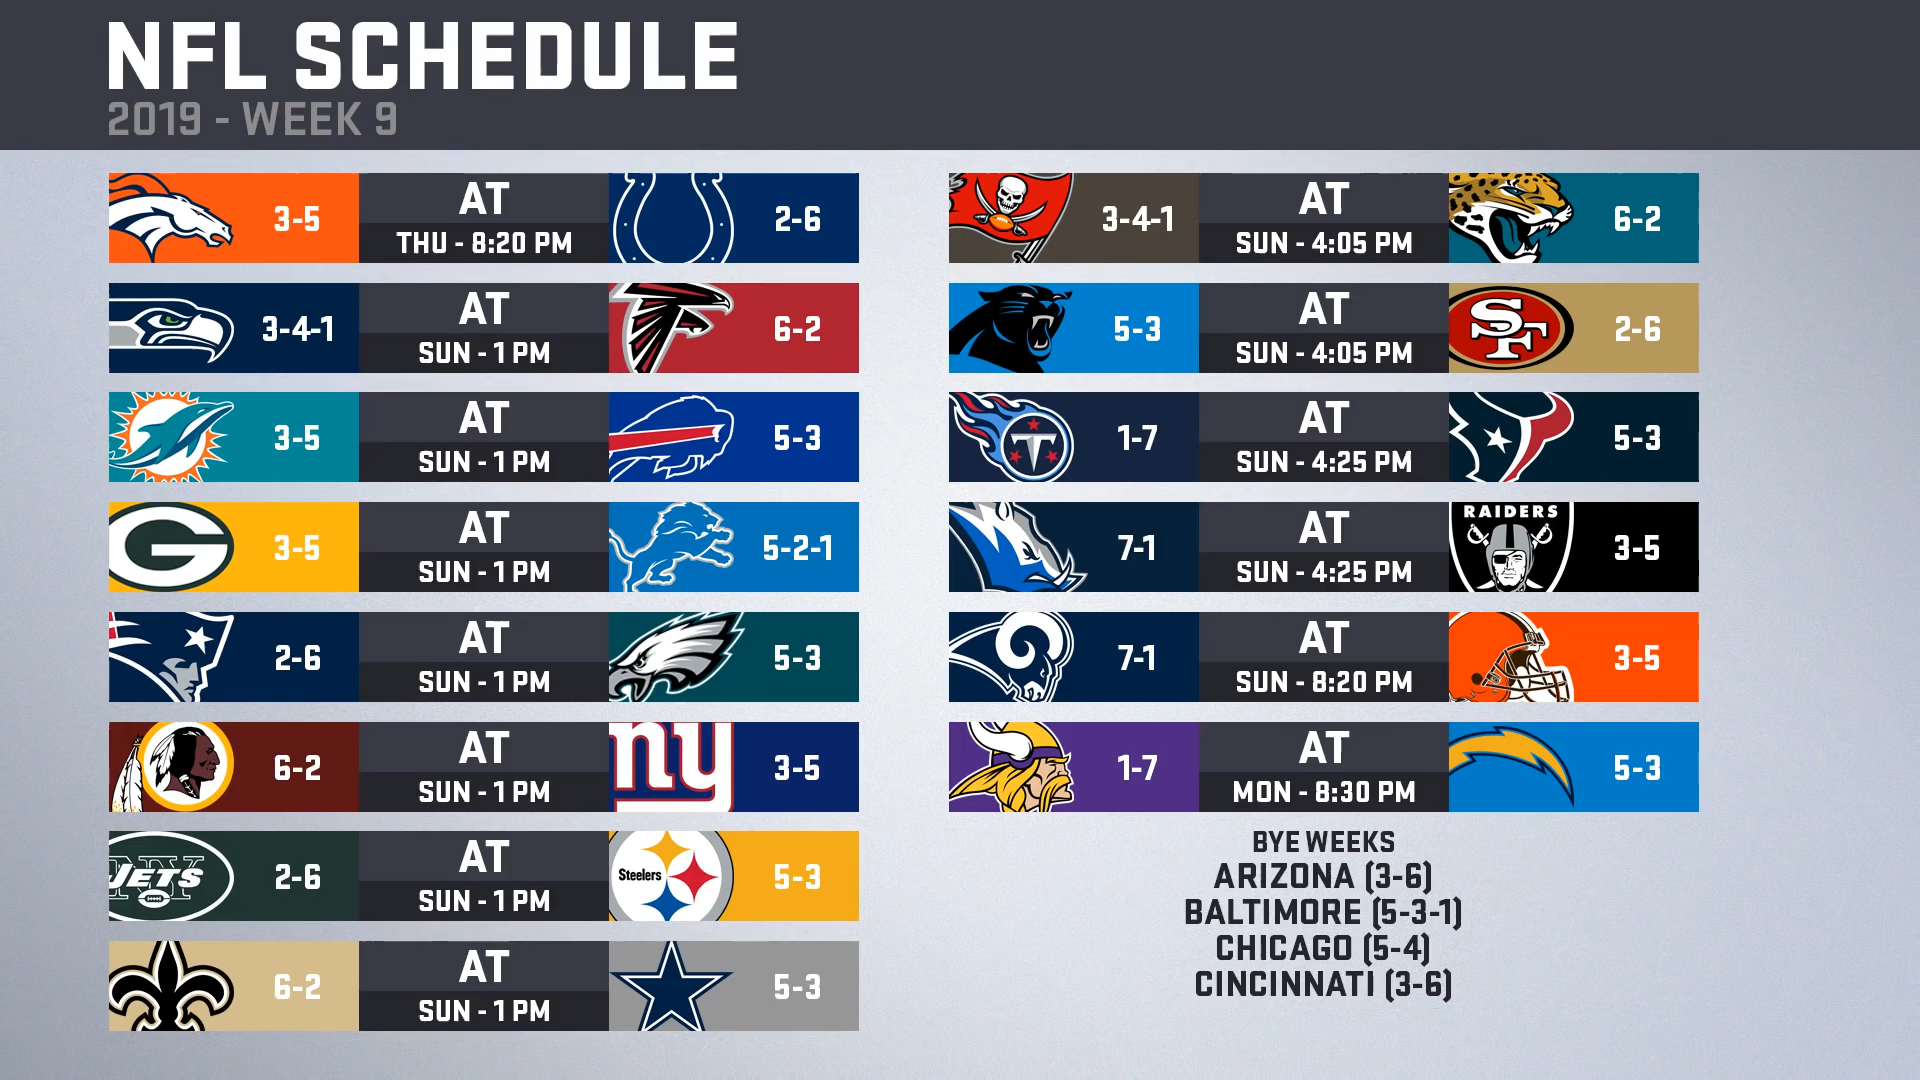 NFL SCHEDULE
2019 - WEEK 9
3-5 AT 2-6
THU - 8:20 PM
3-4-1 AT 6-2
SUN - 1 PM
3-5 AT 5-3
SUN - 1 PM
G 3-5 AT 5-2-1
SUN - 1 PM
2-6 AT 5-3
SUN - 1 PM
6-2 AT ny 3-5
SUN - 1 PM
NY JETS 2-6 AT Steelers 5-3
SUN - 1 PM
6-2 AT 5-3
SUN - 1 PM
3-4-1 AT 6-2
SUN - 4:05 PM
5-3 AT SF 2-6
SUN - 4:05 PM
T 1-7 AT 5-3
SUN - 4:25 PM
7-1 AT RAIDERS 3-5
SUN - 4:25 PM
7-1 AT 3-5
SUN - 8:20 PM
1-7 AT 5-3
MON - 8:30 PM
BYE WEEKS
ARIZONA (3-6)
BALTIMORE (5-3-1)
CHICAGO (5-4)
CINCINNATI (3-6)